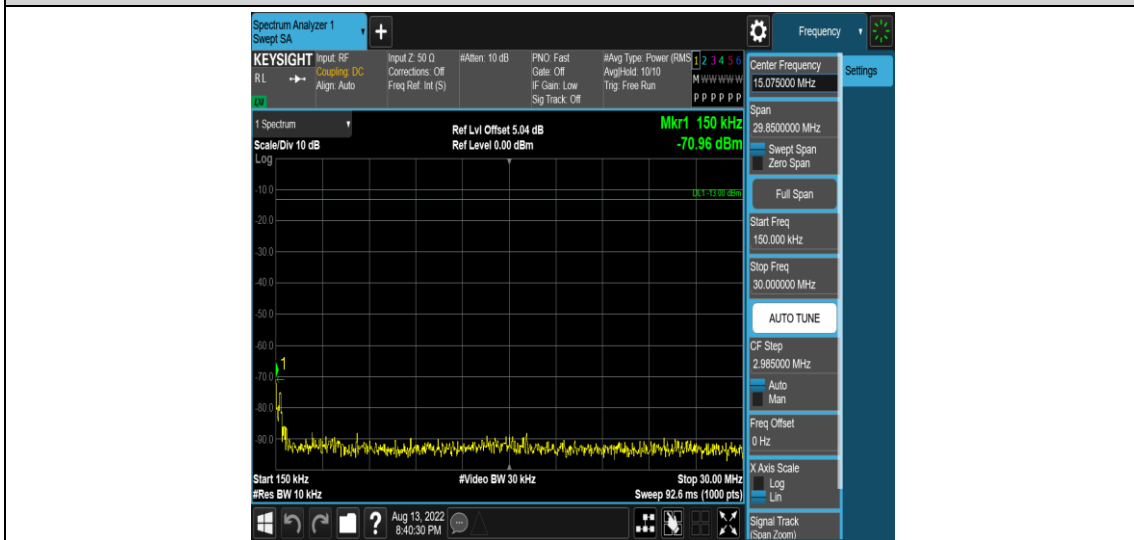 Spectrum Analyzer 1
Swept SA
+
Frequency
KEYSIGHT
RL
Input: RF
Coupling: DC
Align: Auto
Input Z: 50 Ω
Corrections: Off
Freq Ref: Int (S)
#Atten: 10 dB
PNO: Fast
Gate: Off
IF Gain: Low
Sig Track: Off
#Avg Type: Power (RMS
Avg|Hold: 10/10
Trig: Free Run
1 2 3 4 5 6
M W W W W W
P P P P P P
1 Spectrum
Scale/Div 10 dB
Ref Lvl Offset 5.04 dB
Ref Level 0.00 dBm
Mkr1 150 kHz
-70.96 dBm
Log
DL1 -13.00 dBm
-10.0
-20.0
-30.0
-40.0
-50.0
-60.0
-70.0
-80.0
-90.0
1
Start 150 kHz
#Video BW 30 kHz
Stop 30.00 MHz
#Res BW 10 kHz
Sweep 92.6 ms (1000 pts)
Center Frequency
15.075000 MHz
Settings
Span
29.8500000 MHz
Swept Span
Zero Span
Full Span
Start Freq
150.000 kHz
Stop Freq
30.000000 MHz
AUTO TUNE
CF Step
2.985000 MHz
Auto
Man
Freq Offset
0 Hz
X Axis Scale
Log
Lin
Signal Track
(Span Zoom)
?
Aug 13, 2022
8:40:30 PM